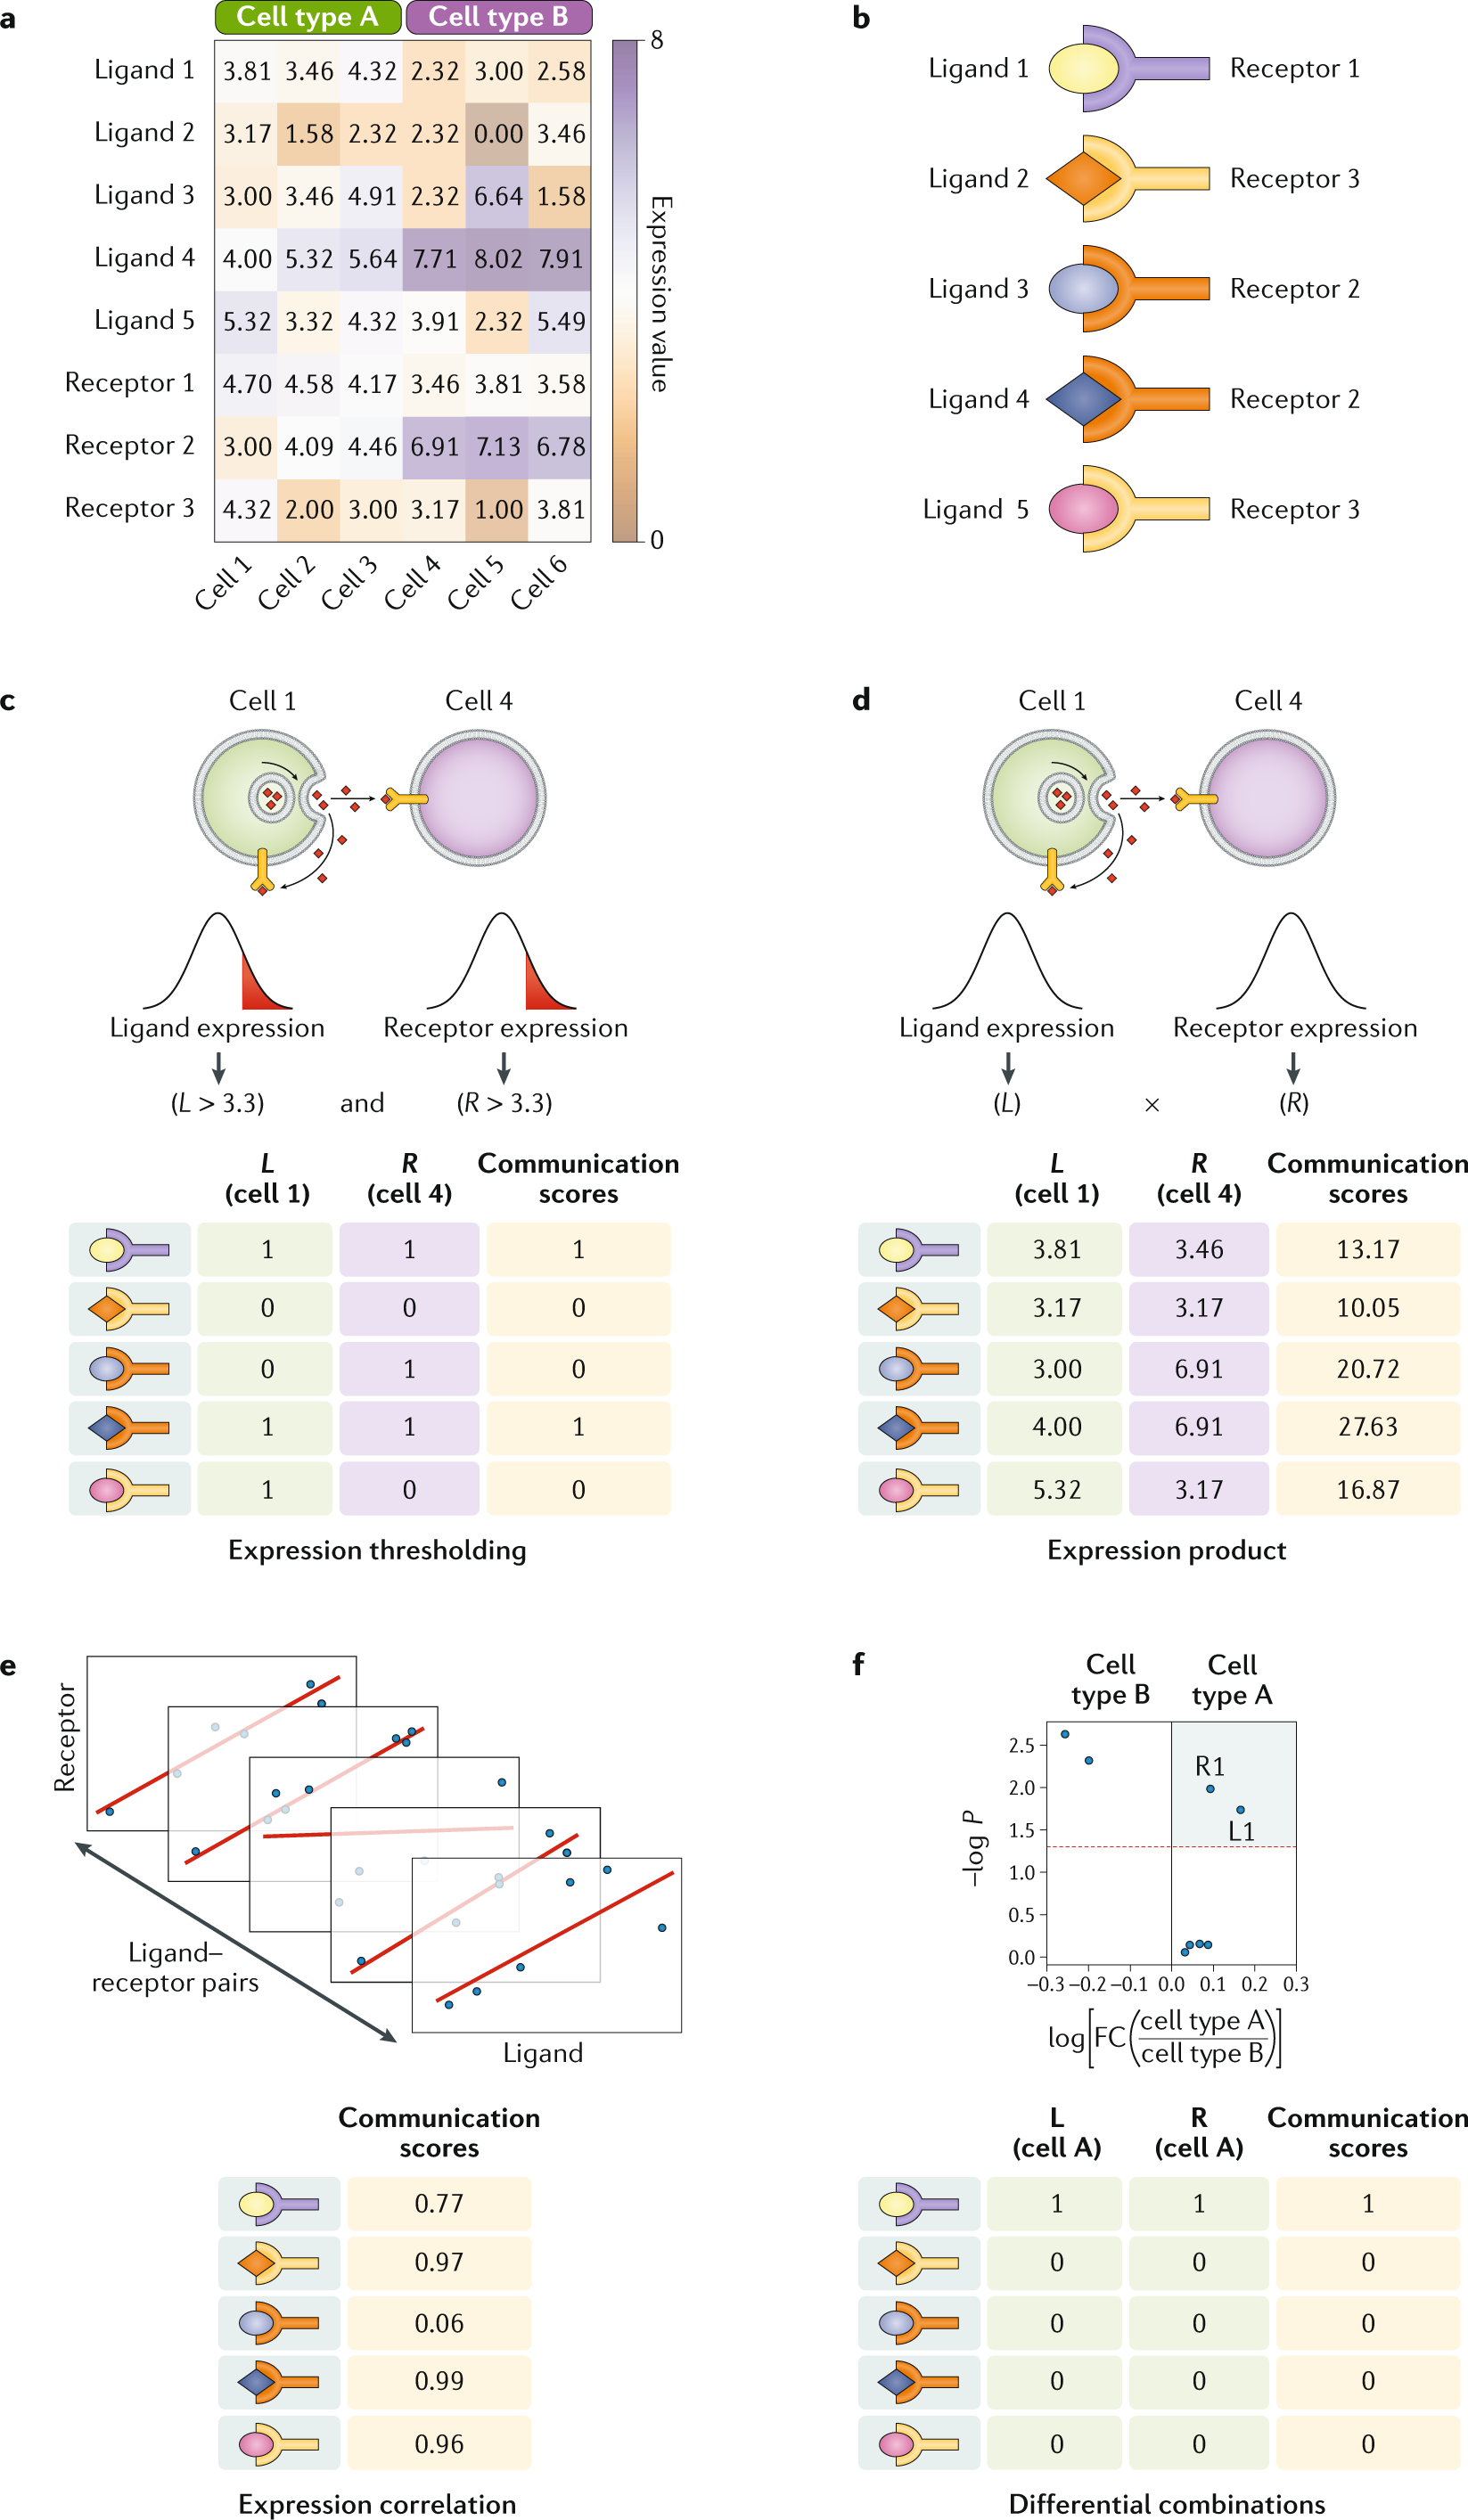 a
Cell type A Cell type B
Ligand 1 3.81 3.46 4.32 2.32 3.00 2.58
Ligand 2 3.17 1.58 2.32 2.32 0.00 3.46
Ligand 3 3.00 3.46 4.91 2.32 6.64 1.58
Ligand 4 4.00 5.32 5.64 7.71 8.02 7.91
Ligand 5 5.32 3.32 4.32 3.91 2.32 5.49
Receptor 1 4.70 4.58 4.17 3.46 3.81 3.58
Receptor 2 3.00 4.09 4.46 6.91 7.13 6.78
Receptor 3 4.32 2.00 3.00 3.17 1.00 3.81
Cell 1 Cell 2 Cell 3 Cell 4 Cell 5 Cell 6
8
Expression value
0
b
Ligand 1 Receptor 1
Ligand 2 Receptor 3
Ligand 3 Receptor 2
Ligand 4 Receptor 2
Ligand 5 Receptor 3
c
Cell 1 Cell 4
Ligand expression Receptor expression
(L > 3.3) and (R > 3.3)
L R Communication
(cell 1) (cell 4) scores
1 1 1
0 0 0
0 1 0
1 1 1
1 0 0
Expression thresholding
d
Cell 1 Cell 4
Ligand expression Receptor expression
(L) × (R)
L R Communication
(cell 1) (cell 4) scores
3.81 3.46 13.17
3.17 3.17 10.05
3.00 6.91 20.72
4.00 6.91 27.63
5.32 3.17 16.87
Expression product
e
Receptor
Ligand–
receptor pairs
Ligand
Communication
scores
0.77
0.97
0.06
0.99
0.96
Expression correlation
f
Cell Cell
type B type A
2.5
2.0
1.5
1.0
0.5
0.0
–log P
R1
L1
–0.3 –0.2 –0.1 0.0 0.1 0.2 0.3
log[FC(cell type A
cell type B)]
L R Communication
(cell A) (cell A) scores
1 1 1
0 0 0
0 0 0
0 0 0
0 0 0
Differential combinations